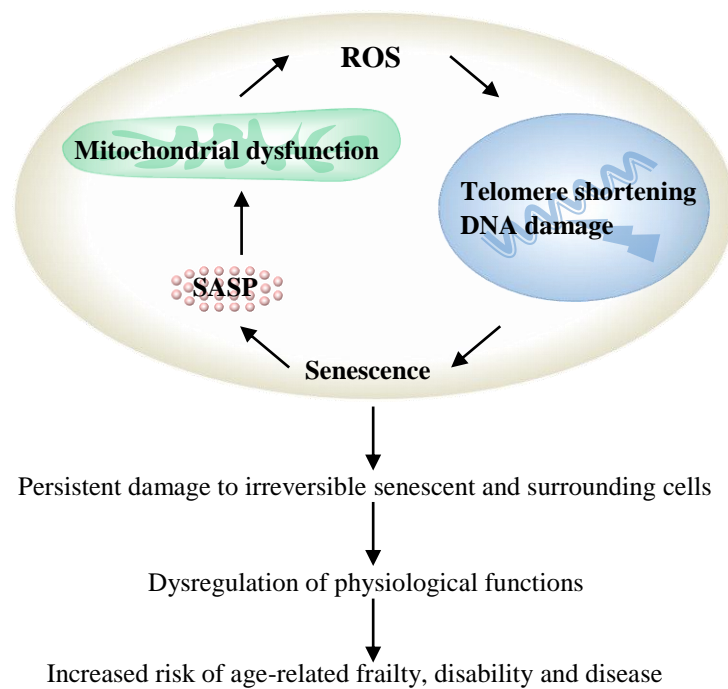 ROS
Mitochondrial dysfunction
Telomere shortening
DNA damage
SASP
Senescence
Persistent damage to irreversible senescent and surrounding cells
Dysregulation of physiological functions
Increased risk of age-related frailty, disability and disease